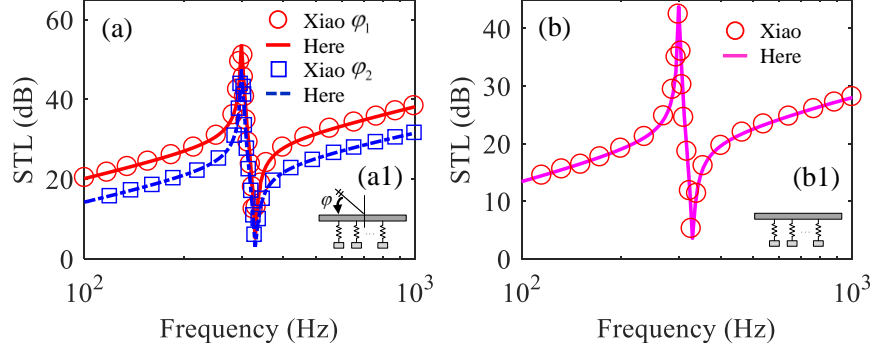 (a)
Xiao φ₁
Here
Xiao φ₂
Here
(a1)
φ
60
40
20
0
STL (dB)
10²
10³
Frequency (Hz)
(b)
Xiao
Here
(b1)
40
30
20
10
0
STL (dB)
10²
10³
Frequency (Hz)